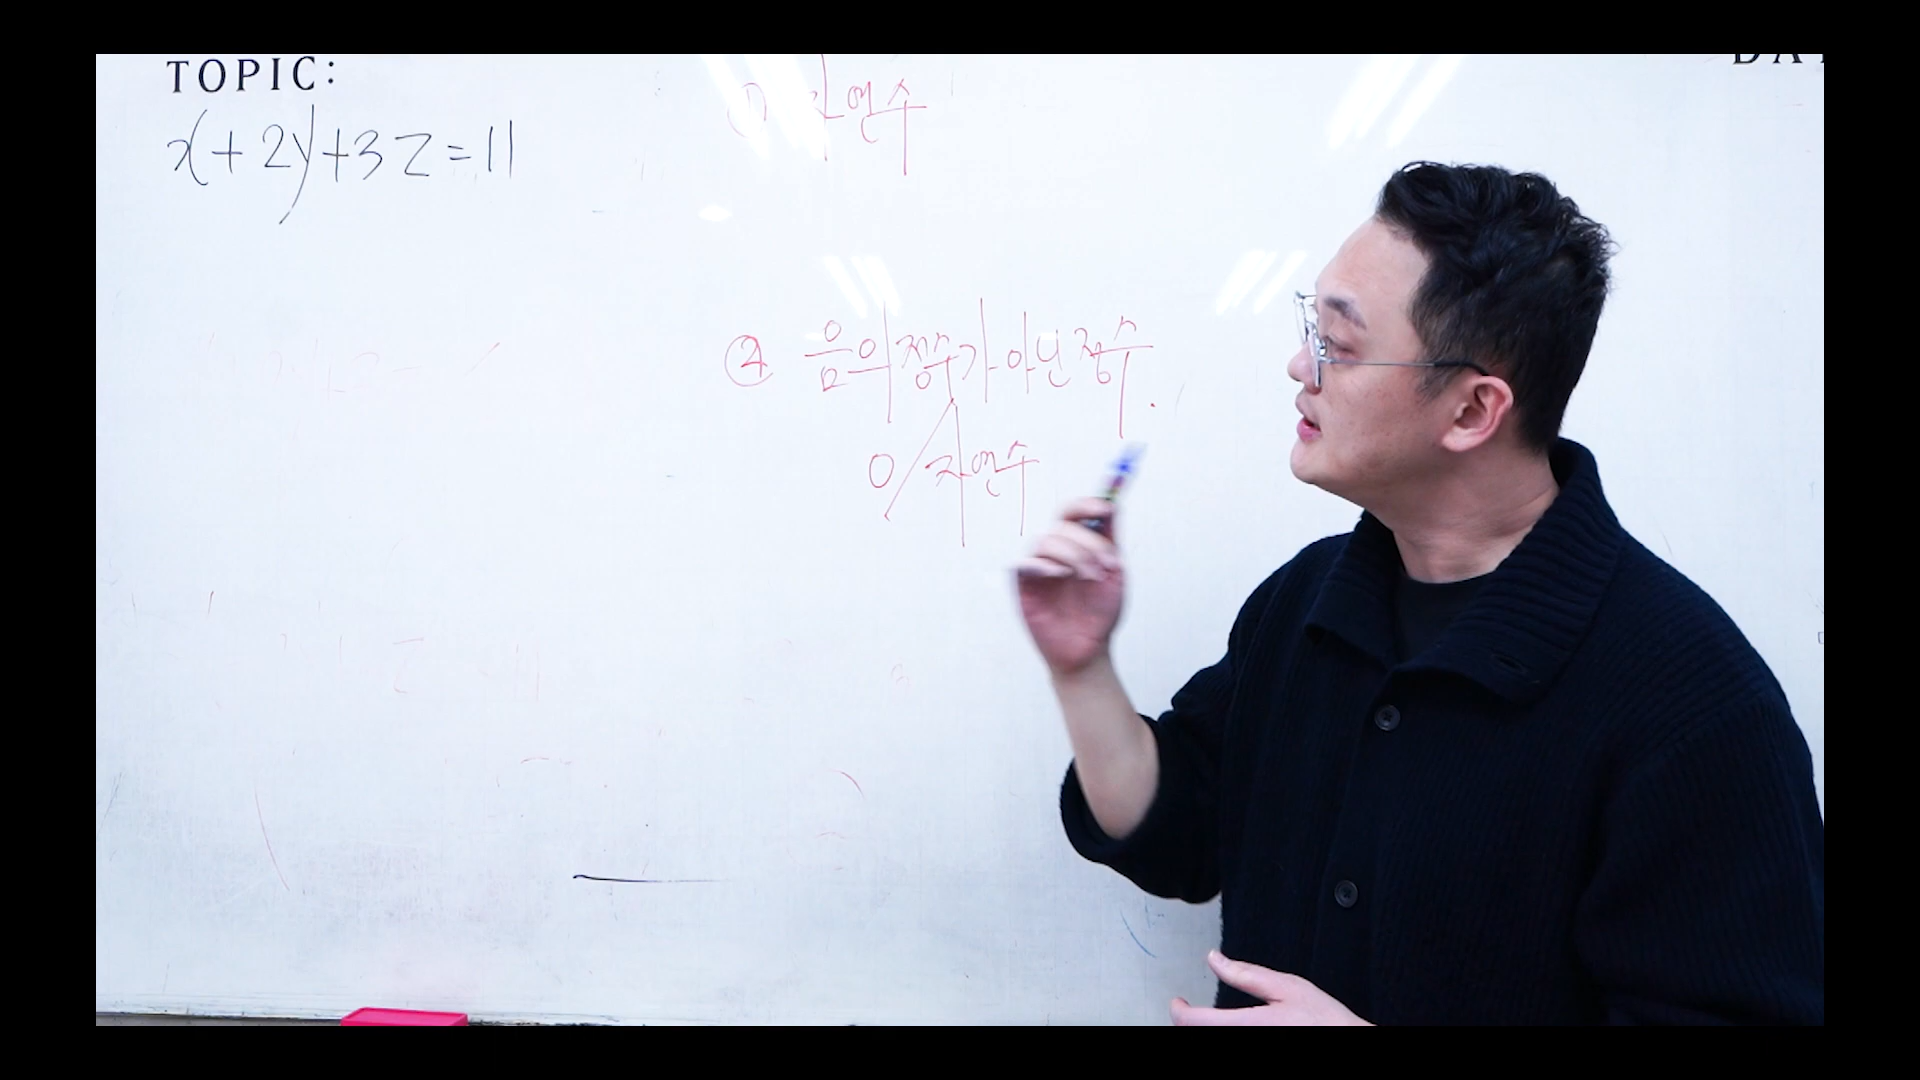 TOPIC:
x+2y+3z=11
① 자연수
② 음의 정수가 아닌 정수.
0/자연수